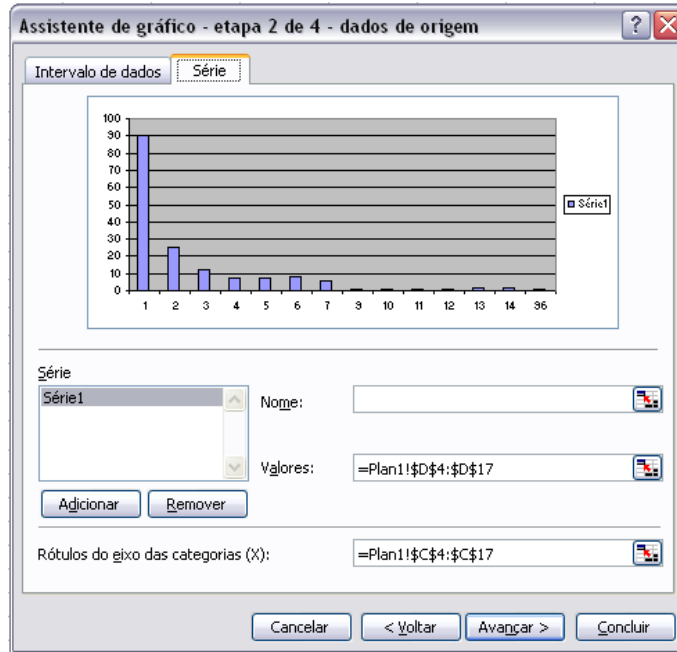 Assistente de gráfico - etapa 2 de 4 - dados de origem
Intervalo de dados Série
100
90
80
70
60
50
40
30
20
10
0
1 2 3 4 5 6 7 9 10 11 12 13 14 96
Série1
Série
Série1
Nome:
Valores: =Plan1!$D$4:$D$17
Adicionar Remover
Rótulos do eixo das categorias (X): =Plan1!$C$4:$C$17
Cancelar < Voltar Avançar > Concluir